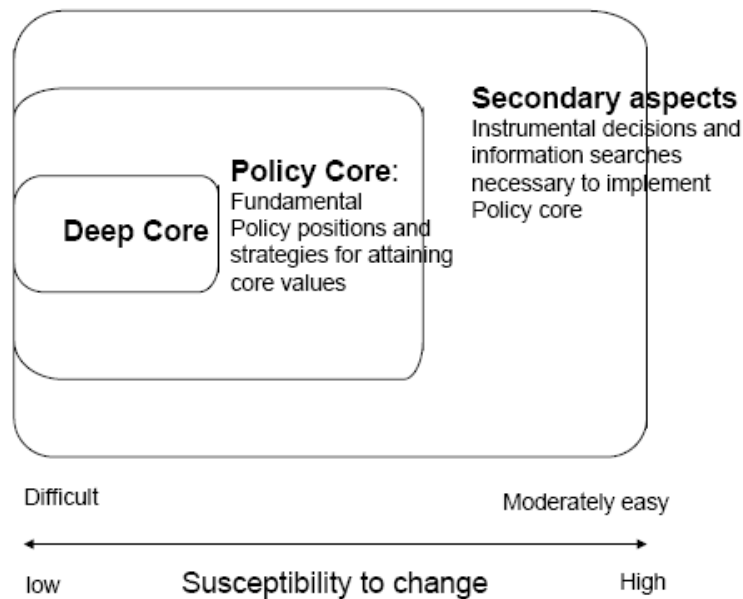 Secondary aspects
Instrumental decisions and
information searches
necessary to implement
Policy core
Policy Core:
Fundamental
Policy positions and
strategies for attaining
core values
Deep Core
Difficult
Moderately easy
low
Susceptibility to change
High